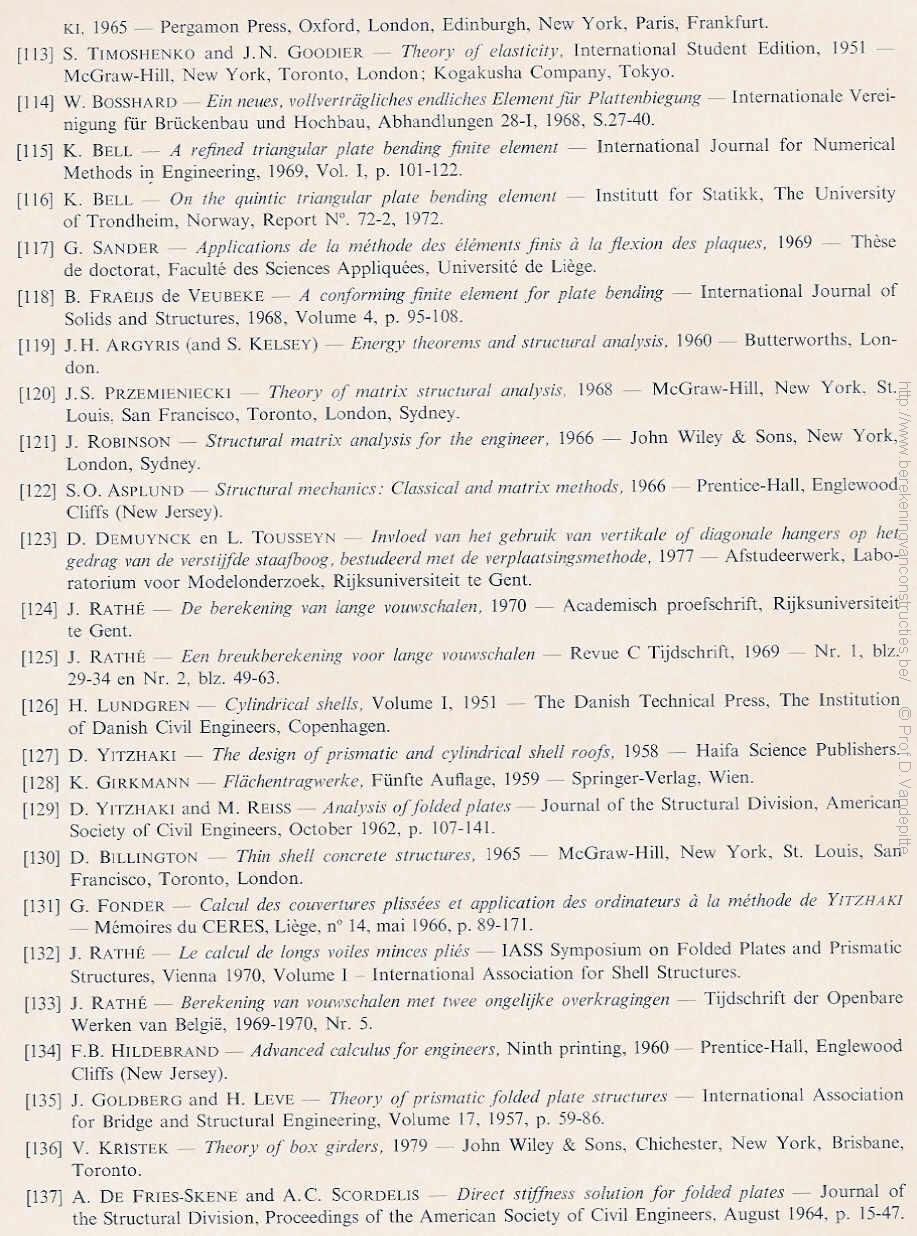 KI, 1965 — Pergamon Press, Oxford, London, Edinburgh, New York, Paris, Frankfurt.
[113] S. TIMOSHENKO and J.N. GOODIER — Theory of elasticity, International Student Edition, 1951 —
McGraw-Hill, New York, Toronto, London; Kogakusha Company, Tokyo.
[114] W. BOSSHARD — Ein neues, vollverträgliches endliches Element für Plattenbiegung — Internationale Verei-
nigung für Brückenbau und Hochbau, Abhandlungen 28-I, 1968, S.27-40.
[115] K. BELL — A refined triangular plate bending finite element — International Journal for Numerical
Methods in Engineering, 1969, Vol. I, p. 101-122.
[116] K. BELL — On the quintic triangular plate bending element — Institutt for Statikk, The University
of Trondheim, Norway, Report Nº. 72-2, 1972.
[117] G. SANDER — Applications de la méthode des éléments finis à la flexion des plaques, 1969 — Thèse
de doctorat, Faculté des Sciences Appliquées, Université de Liège.
[118] B. FRAEIJS de VEUBEKE — A conforming finite element for plate bending — International Journal of
Solids and Structures, 1968, Volume 4, p. 95-108.
[119] J.H. ARGYRIS (and S. KELSEY) — Energy theorems and structural analysis, 1960 — Butterworths, Lon-
don.
[120] J.S. PRZEMIENIECKI — Theory of matrix structural analysis, 1968 — McGraw-Hill, New York, St.
Louis, San Francisco, Toronto, London, Sydney.
[121] J. ROBINSON — Structural matrix analysis for the engineer, 1966 — John Wiley & Sons, New York,
London, Sydney.
[122] S.O. ASPLUND — Structural mechanics: Classical and matrix methods, 1966 — Prentice-Hall, Englewood
Cliffs (New Jersey).
[123] D. DEMUYNCK en L. TOUSSEYN — Invloed van het gebruik van vertikale of diagonale hangers op het
gedrag van de verstijfde staafboog, bestudeerd met de verplaatsingsmethode, 1977 — Afstudeerwerk, Labo-
ratorium voor Modelonderzoek, Rijksuniversiteit te Gent.
[124] J. RATHÉ — De berekening van lange vouwschalen, 1970 — Academisch proefschrift, Rijksuniversiteit
te Gent.
[125] J. RATHÉ — Een breukberekening voor lange vouwschalen — Revue C Tijdschrift, 1969 — Nr. 1, blz.
29-34 en Nr. 2, blz. 49-63.
[126] H. LUNDGREN — Cylindrical shells, Volume I, 1951 — The Danish Technical Press, The Institution
of Danish Civil Engineers, Copenhagen.
[127] D. YITZHAKI — The design of prismatic and cylindrical shell roofs, 1958 — Haifa Science Publishers.
[128] K. GIRKMANN — Flächentragwerke, Fünfte Auflage, 1959 — Springer-Verlag, Wien.
[129] D. YITZHAKI and M. REISS — Analysis of folded plates — Journal of the Structural Division, American
Society of Civil Engineers, October 1962, p. 107-141.
[130] D. BILLINGTON — Thin shell concrete structures, 1965 — McGraw-Hill, New York, St. Louis, San
Francisco, Toronto, London.
[131] G. FONDER — Calcul des couvertures plissées et application des ordinateurs à la méthode de YITZHAKI
— Mémoires du CERES, Liège, nº 14, mai 1966, p. 89-171.
[132] J. RATHÉ — Le calcul de longs voiles minces pliés — IASS Symposium on Folded Plates and Prismatic
Structures, Vienna 1970, Volume I – International Association for Shell Structures.
[133] J. RATHÉ — Berekening van vouwschalen met twee ongelijke overkragingen — Tijdschrift der Openbare
Werken van België, 1969-1970, Nr. 5.
[134] F.B. HILDEBRAND — Advanced calculus for engineers, Ninth printing, 1960 — Prentice-Hall, Englewood
Cliffs (New Jersey).
[135] J. GOLDBERG and H. LEVE — Theory of prismatic folded plate structures — International Association
for Bridge and Structural Engineering, Volume 17, 1957, p. 59-86.
[136] V. KRISTEK — Theory of box girders, 1979 — John Wiley & Sons, Chichester, New York, Brisbane,
Toronto.
[137] A. DE FRIES-SKENE and A.C. SCORDELIS — Direct stiffness solution for folded plates — Journal of
the Structural Division, Proceedings of the American Society of Civil Engineers, August 1964, p. 15-47.
http://www.berekeningvanconstructies.be/ © Prof D Vandepitte